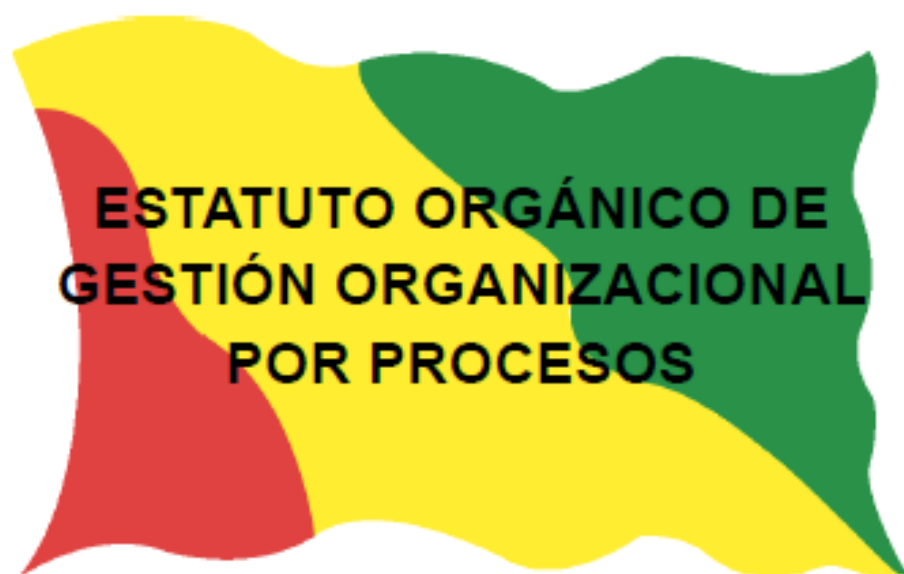 ESTATUTO ORGÁNICO DE
GESTIÓN ORGANIZACIONAL
POR PROCESOS